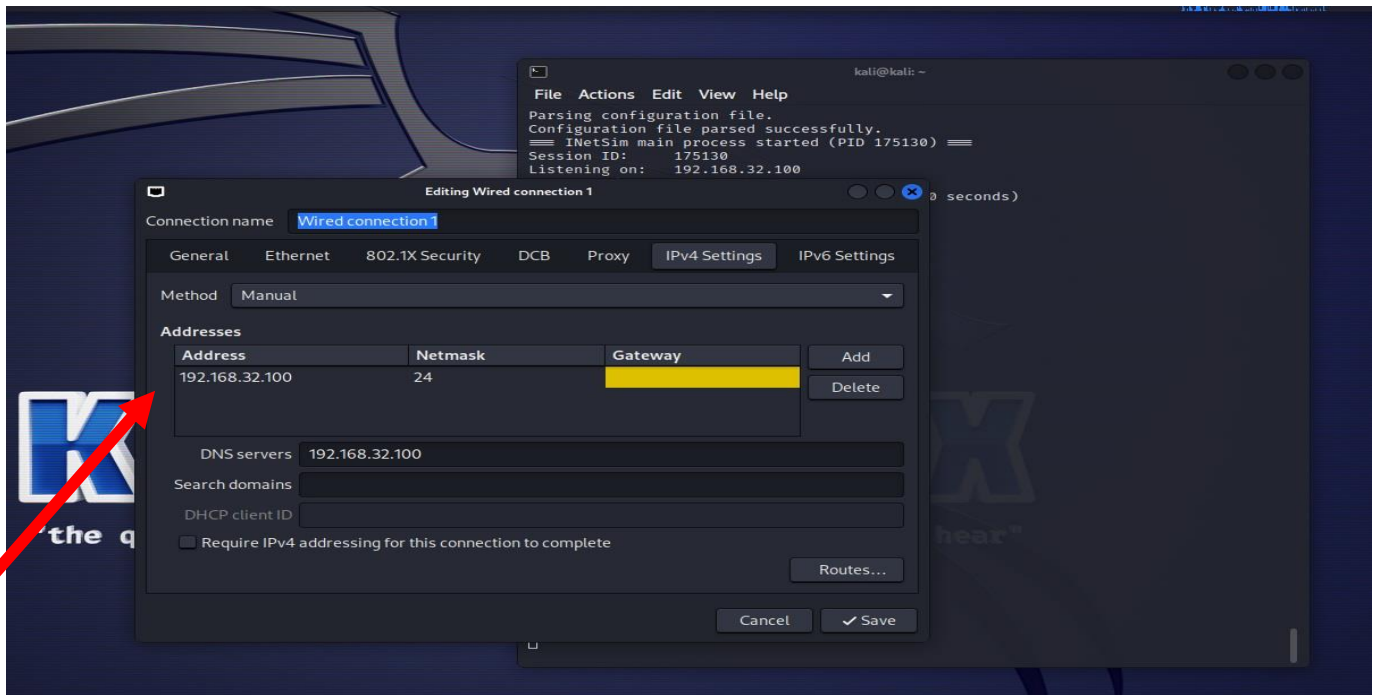 kali@kali: ~
File Actions Edit View Help
Parsing configuration file.
Configuration file parsed successfully.
=== INetSim main process started (PID 175130) ===
Session ID: 175130
Listening on: 192.168.32.100
seconds)
Editing Wired connection 1
Connection name Wired connection 1
General Ethernet 802.1X Security DCB Proxy IPv4 Settings IPv6 Settings
Method Manual
Addresses
Address Netmask Gateway
Add
192.168.32.100 24
Delete
DNS servers 192.168.32.100
Search domains
DHCP client ID
Require IPv4 addressing for this connection to complete
Routes...
Cancel Save
"the q
hear"